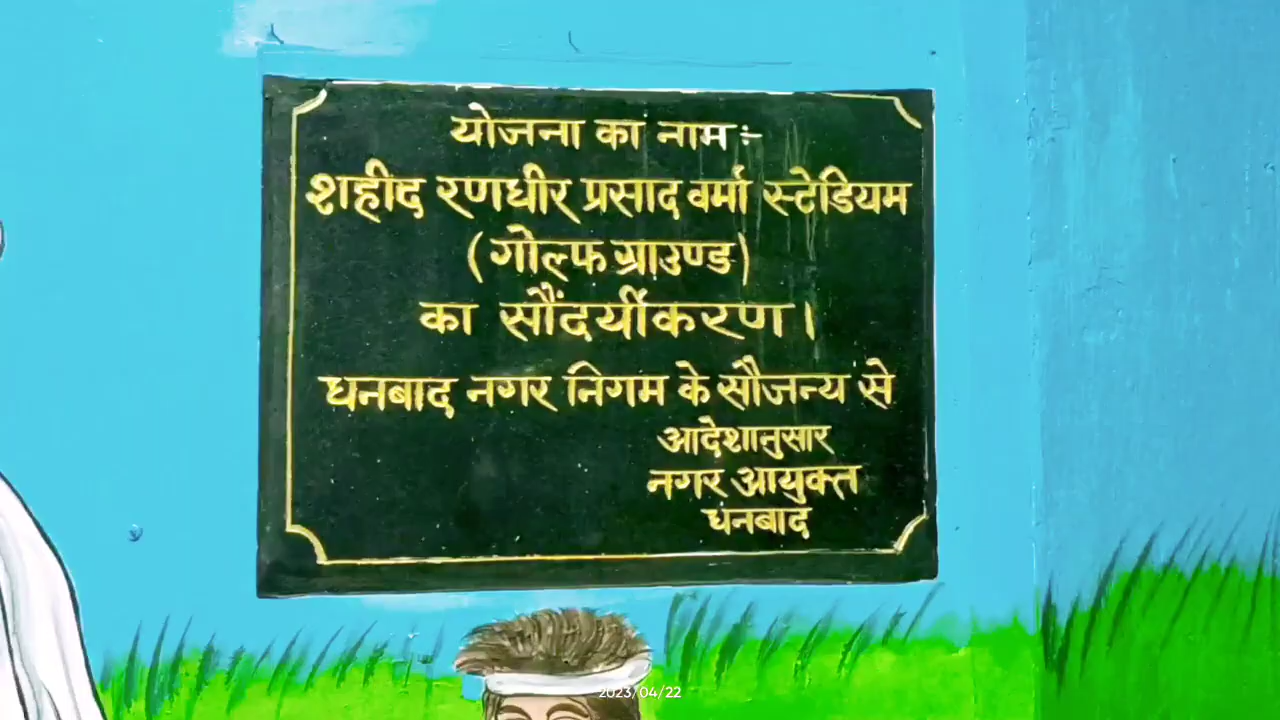 योजना का नामः-
शहीद रणधीर प्रसाद वर्मा स्टेडियम
(गोल्फ ग्राउण्ड)
का सौंदर्यीकरण।
धनबाद नगर निगम के सौजन्य से
आदेशानुसार
नगर आयुक्त
धनबाद
2023/04/22